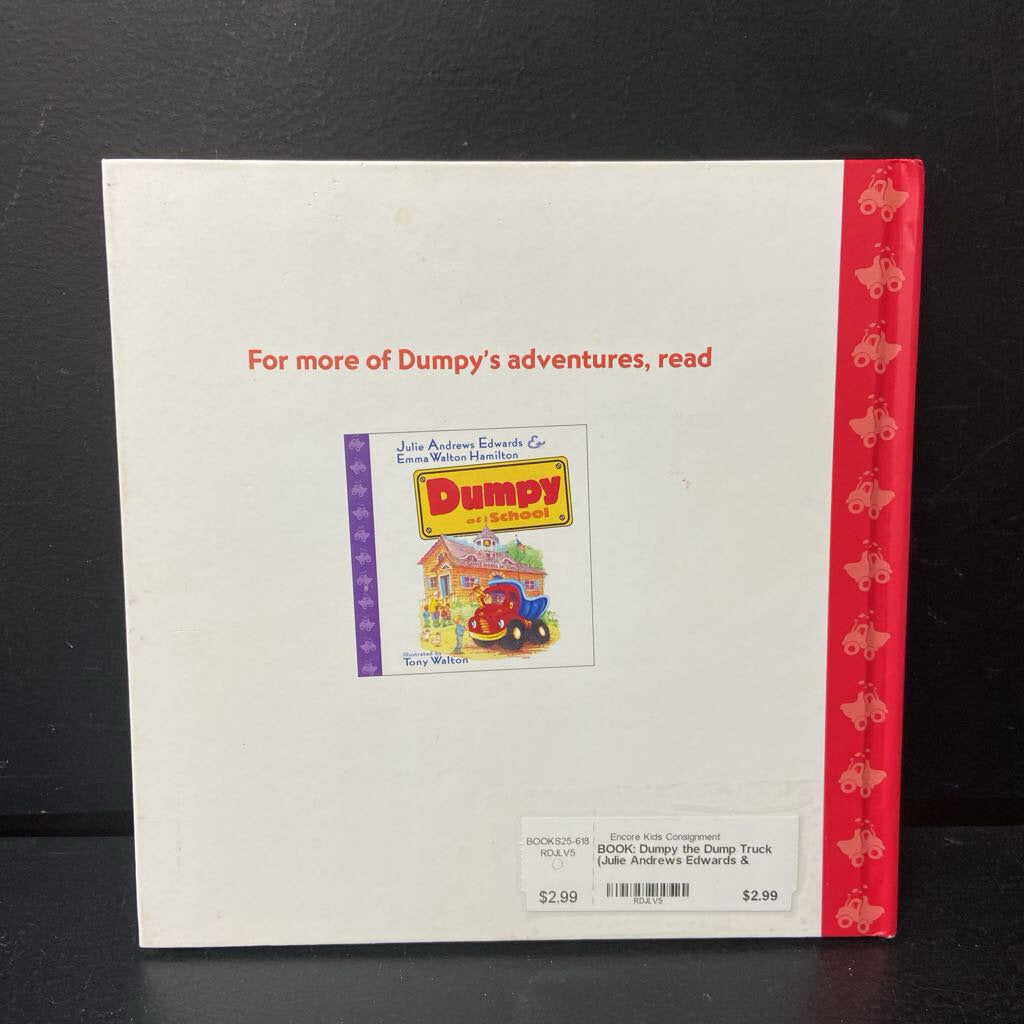 For more of Dumpy's adventures, read
Julie Andrews Edwards &
Emma Walton Hamilton
Dumpy
at School
Illustrated by
Tony Walton
BOOKS25-618
RDJLV5
$2.99
Encore Kids Consignment
BOOK: Dumpy the Dump Truck
(Julie Andrews Edwards &
RDJLV5
$2.99